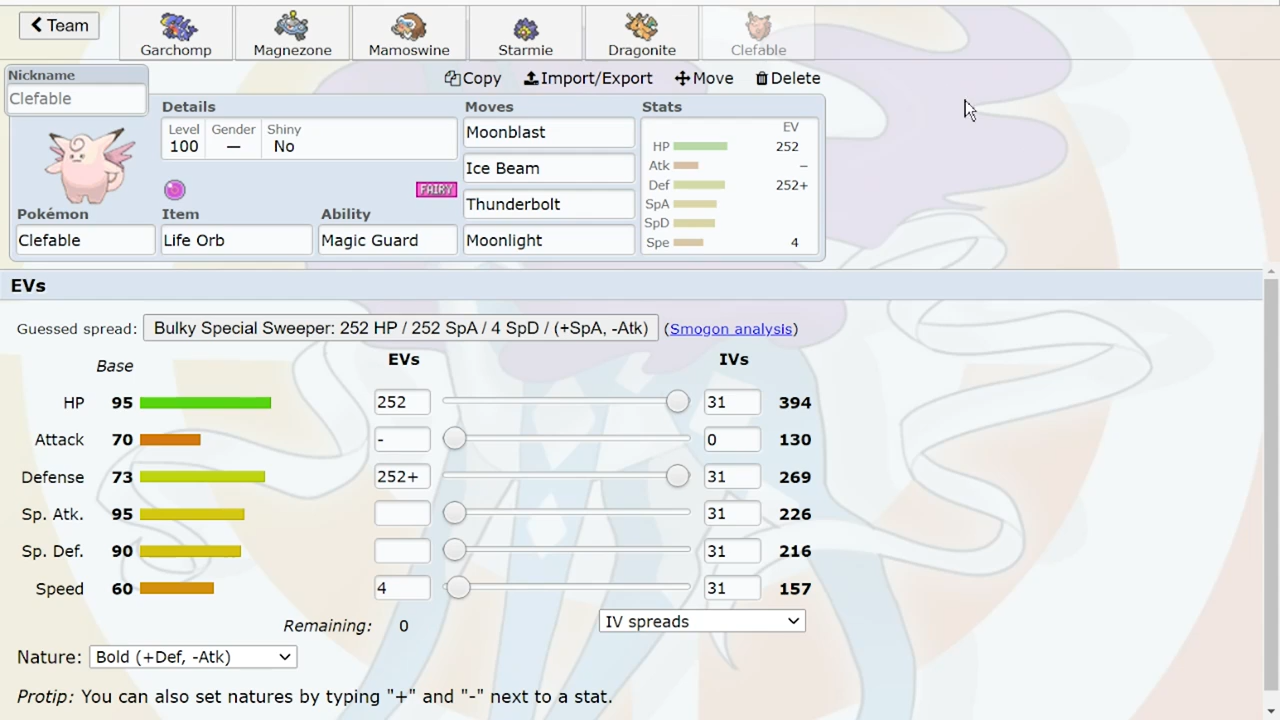 Team
Garchomp Magnezone Mamoswine Starmie Dragonite Clefable
Nickname
Clefable
Copy Import/Export Move Delete
Details Moves Stats
Level Gender Shiny
100 — No
Moonblast
Ice Beam
Thunderbolt
Moonlight
EV
HP 252
Atk –
Def 252+
SpA
SpD
Spe 4
FAIRY
Pokémon Item Ability
Clefable Life Orb Magic Guard
EVs
Guessed spread: Bulky Special Sweeper: 252 HP / 252 SpA / 4 SpD / (+SpA, -Atk) (Smogon analysis)
Base EVs IVs
HP 95 252 31 394
Attack 70 - 0 130
Defense 73 252+ 31 269
Sp. Atk. 95 31 226
Sp. Def. 90 31 216
Speed 60 4 31 157
Remaining: 0 IV spreads
Nature: Bold (+Def, -Atk)
Protip: You can also set natures by typing "+" and "-" next to a stat.